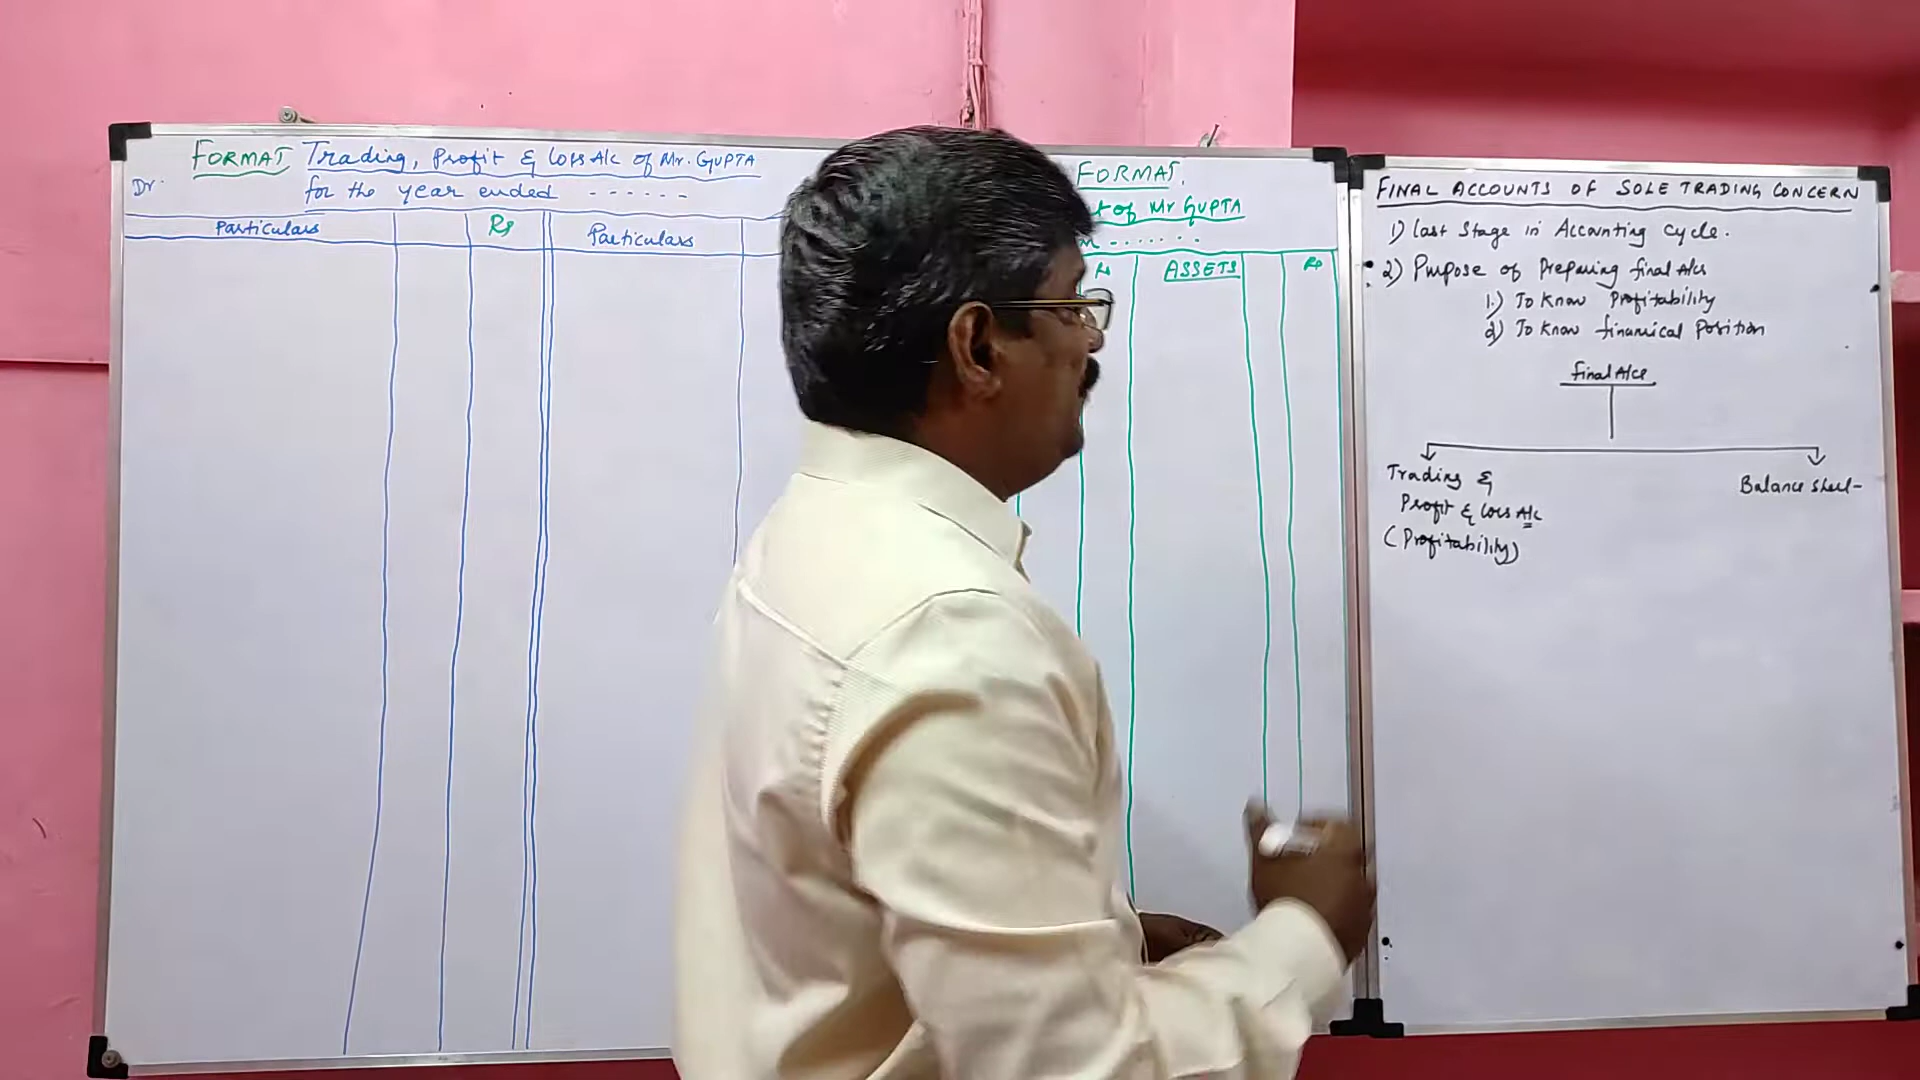 FORMAT Trading, Profit & Loss A/c of Mr. GUPTA
Dr. for the year ended - - - - - -
Particulars Rs Particulars
FORMAT.
t of Mr GUPTA
Rs ASSETS Rs
FINAL ACCOUNTS OF SOLE TRADING CONCERN
1) Last Stage in Accounting Cycle.
2) Purpose of Preparing final A/cs
1.) To Know Profitability
2) To Know financical Position
final A/cs
Trading &
Profit & Loss A/c
(Profitability)
Balance Sheet-